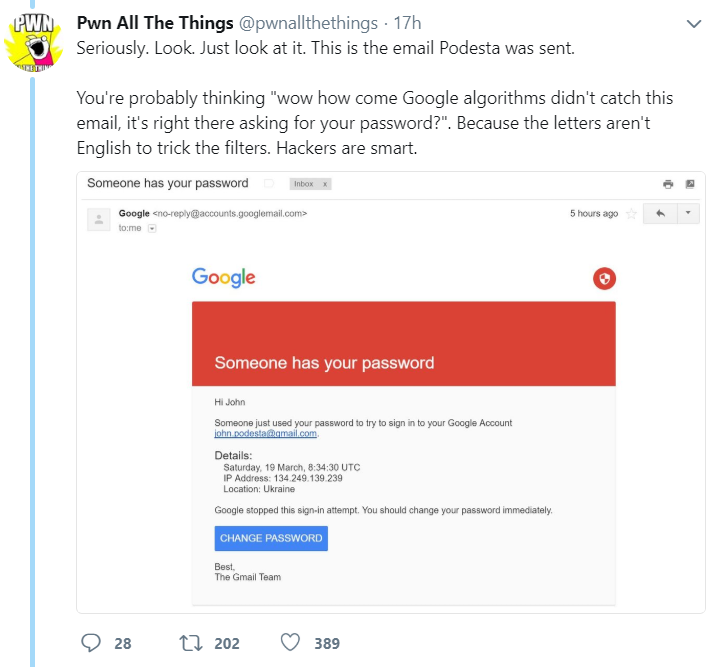 PWN
Pwn All The Things @pwnallthethings · 17h
Seriously. Look. Just look at it. This is the email Podesta was sent.
You're probably thinking "wow how come Google algorithms didn't catch this
email, it's right there asking for your password?". Because the letters aren't
English to trick the filters. Hackers are smart.
Someone has your password Inbox x
Google <no-reply@accounts.googlemail.com> 5 hours ago
to:me
Google
Someone has your password
Hi John
Someone just used your password to try to sign in to your Google Account
john.podesta@gmail.com.
Details:
Saturday, 19 March, 8:34:30 UTC
IP Address: 134.249.139.239
Location: Ukraine
Google stopped this sign-in attempt. You should change your password immediately.
CHANGE PASSWORD
Best,
The Gmail Team
28 202 389